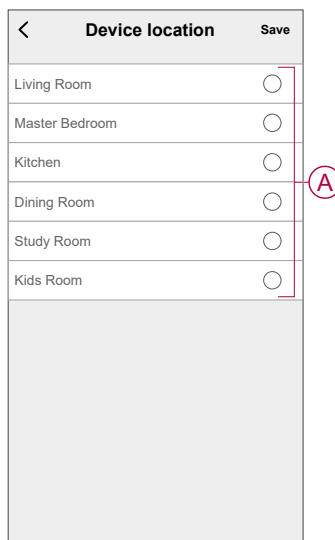 Device location Save
Living Room
Master Bedroom
Kitchen
A
Dining Room
Study Room
Kids Room